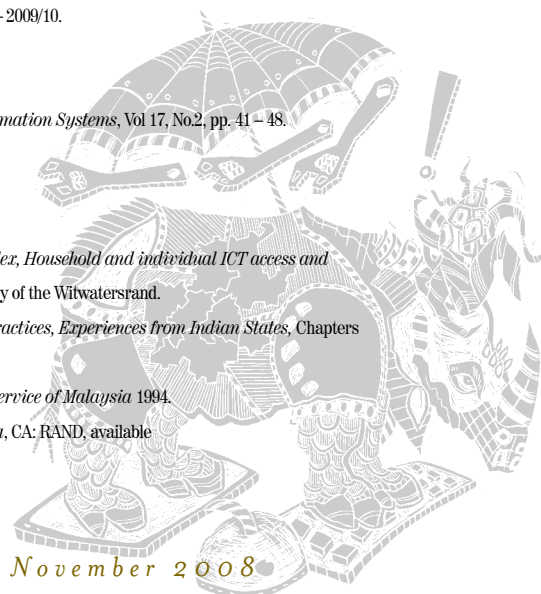 - 2009/10.
mation Systems, Vol 17, No.2, pp. 41 – 48.
lex, Household and individual ICT access and
y of the Witwatersrand.
ractices, Experiences from Indian States, Chapters
ervice of Malaysia 1994.
, CA: RAND, available
November 2008